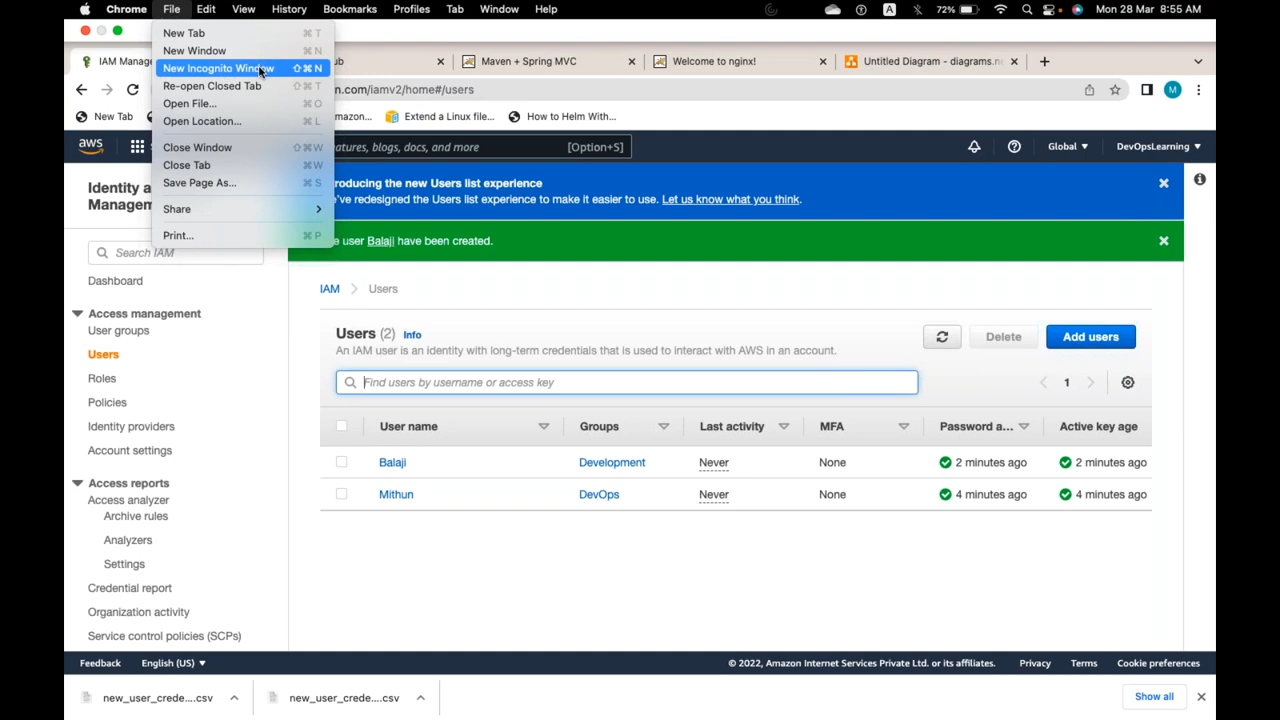 Chrome File Edit View History Bookmarks Profiles Tab Window Help A 72% Mon 28 Mar 8:55 AM
New Tab ⌘ T
New Window ⌘ N
New Incognito Window ⇧⌘ N
Re-open Closed Tab ⇧⌘ T
Open File... ⌘ O
Open Location... ⌘ L
Close Window ⇧⌘W
Close Tab ⌘W
Save Page As... ⌘ S
Share
Print... ⌘ P
IAM Manage ub Maven + Spring MVC Welcome to nginx! Untitled Diagram - diagrams.ne
n.com/iamv2/home#/users M
New Tab mazon... Extend a Linux file... How to Helm With...
aws atures, blogs, docs, and more [Option+S] Global DevOpsLearning
Identity a
Managem
Search IAM
Dashboard
Access management
User groups
Users
Roles
Policies
Identity providers
Account settings
Access reports
Access analyzer
Archive rules
Analyzers
Settings
Credential report
Organization activity
Service control policies (SCPs)
roducing the new Users list experience
've redesigned the Users list experience to make it easier to use. Let us know what you think.
e user Balaji have been created.
IAM > Users
Users (2) Info
An IAM user is an identity with long-term credentials that is used to interact with AWS in an account.
Delete Add users
Find users by username or access key 1
User name Groups Last activity MFA Password a... Active key age
Balaji Development Never None 2 minutes ago 2 minutes ago
Mithun DevOps Never None 4 minutes ago 4 minutes ago
Feedback English (US) © 2022, Amazon Internet Services Private Ltd. or its affiliates. Privacy Terms Cookie preferences
new_user_crede....csv new_user_crede....csv Show all